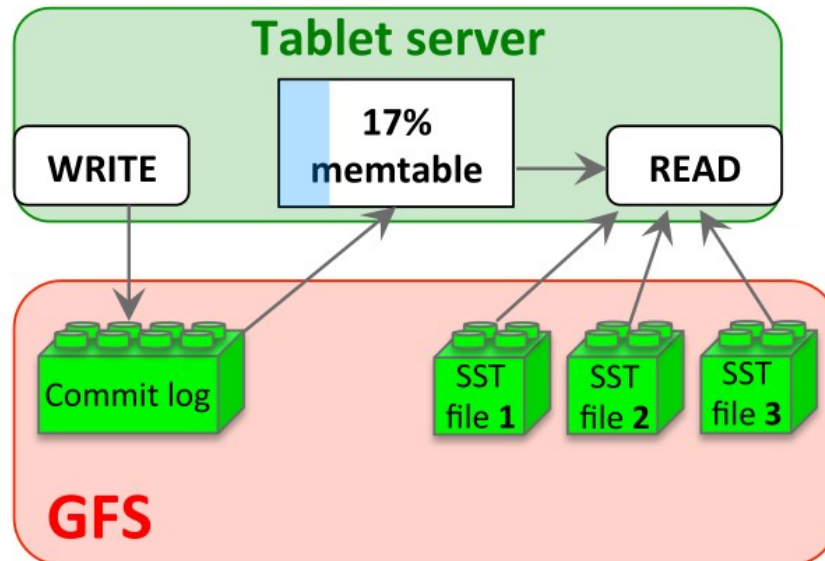 Tablet server
WRITE
17%
memtable
READ
Commit log
SST
file 1
SST
file 2
SST
file 3
GFS